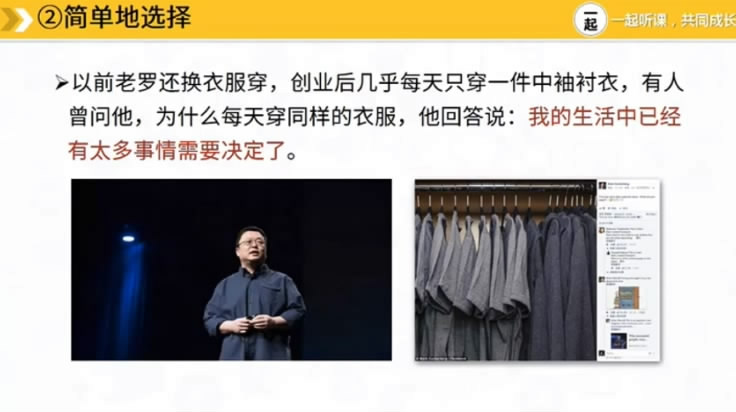 ②简单地选择
一起
一起听课，共同成长
➢以前老罗还换衣服穿，创业后几乎每天只穿一件中袖衬衣，有人
曾问他，为什么每天穿同样的衣服，他回答说：我的生活中已经
有太多事情需要决定了。